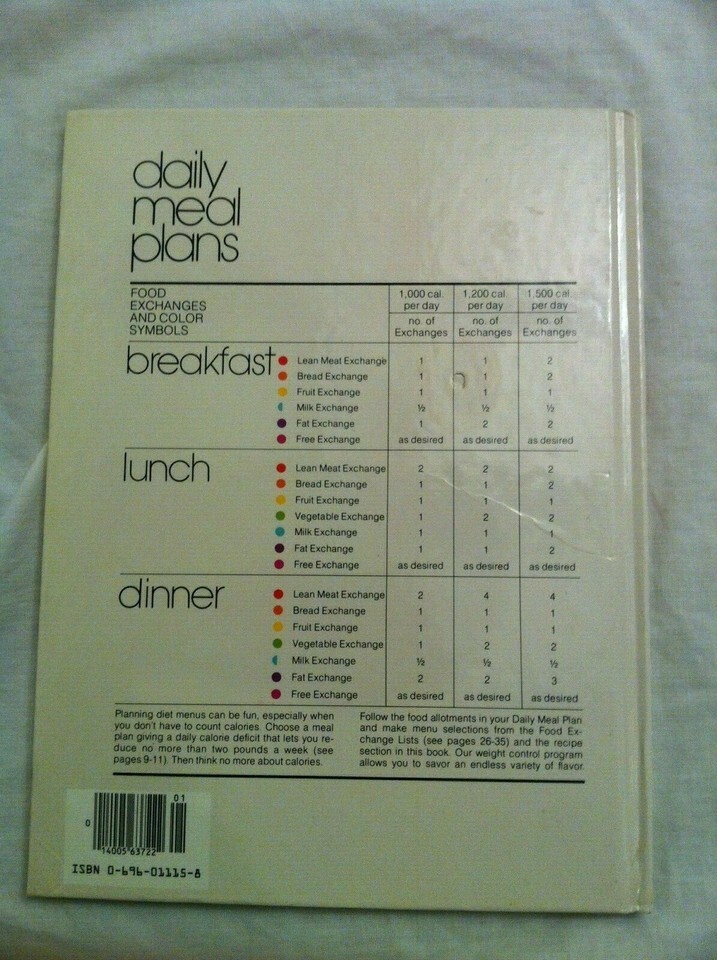 daily
meal
plans
FOOD
EXCHANGES
AND COLOR
SYMBOLS
1,000 cal.
per day
no. of
Exchanges
1,200 cal.
per day
no. of
Exchanges
1,500 cal.
per day
no. of
Exchanges
breakfast
Lean Meat Exchange 1 1 2
Bread Exchange 1 1 2
Fruit Exchange 1 1 1
Milk Exchange ½ ½ ½
Fat Exchange 1 2 2
Free Exchange as desired as desired as desired
lunch
Lean Meat Exchange 2 2 2
Bread Exchange 1 1 2
Fruit Exchange 1 1 1
Vegetable Exchange 1 2 2
Milk Exchange 1 1 1
Fat Exchange 1 1 2
Free Exchange as desired as desired as desired
dinner
Lean Meat Exchange 2 4 4
Bread Exchange 1 1 1
Fruit Exchange 1 1 1
Vegetable Exchange 1 2 2
Milk Exchange ½ ½ ½
Fat Exchange 2 2 3
Free Exchange as desired as desired as desired
Planning diet menus can be fun, especially when
you don't have to count calories. Choose a meal
plan giving a daily calorie deficit that lets you re-
duce no more than two pounds a week (see
pages 9-11). Then think no more about calories.
Follow the food allotments in your Daily Meal Plan
and make menu selections from the Food Ex-
change Lists (see pages 26-35) and the recipe
section in this book. Our weight control program
allows you to savor an endless variety of flavor.
01
0
14005 63722
ISBN 0-696-01115-8